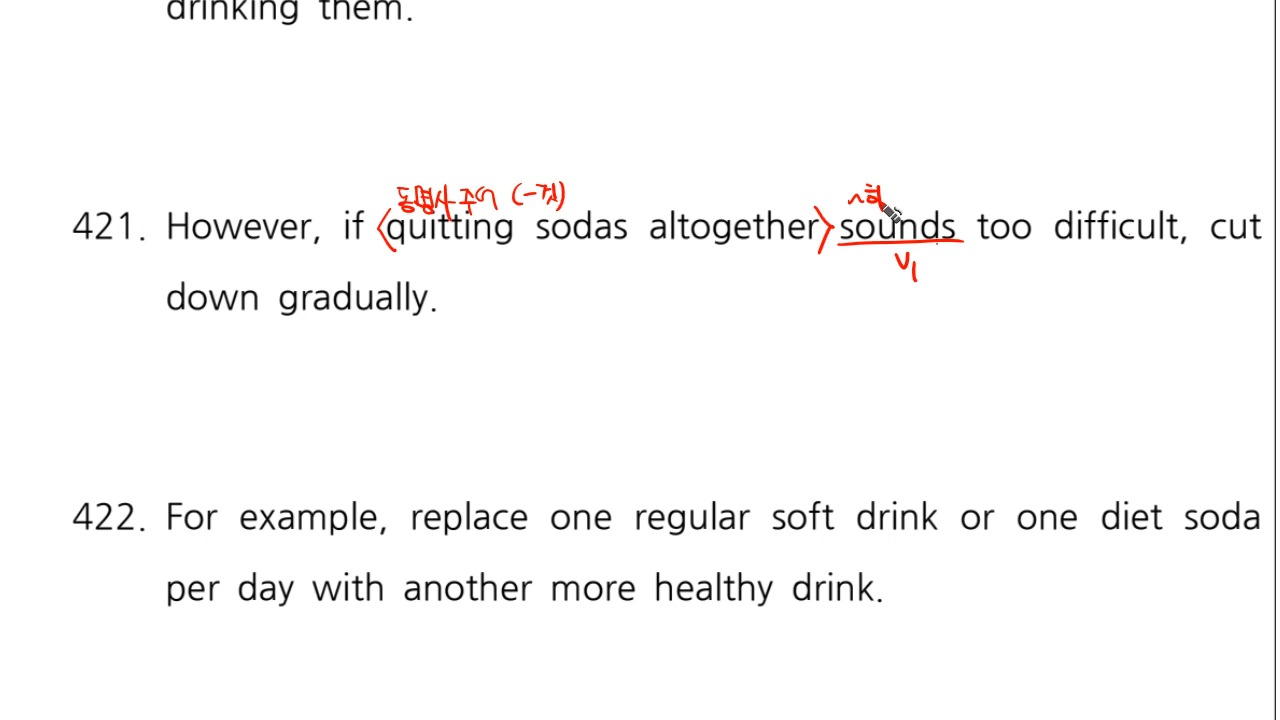 drinking them.
동명사 주어 (~것)
421. However, if <quitting sodas altogether> sounds too difficult, cut
V1
down gradually.
422. For example, replace one regular soft drink or one diet soda
per day with another more healthy drink.